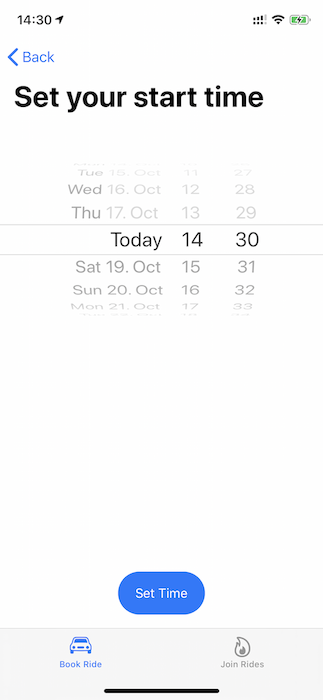 14:30
Back
Set your start time
Tue 15. Oct 11 27
Wed 16. Oct 12 28
Thu 17. Oct 13 29
Today 14 30
Sat 19. Oct 15 31
Sun 20. Oct 16 32
Mon 21. Oct 17 33
Set Time
Book Ride Join Rides